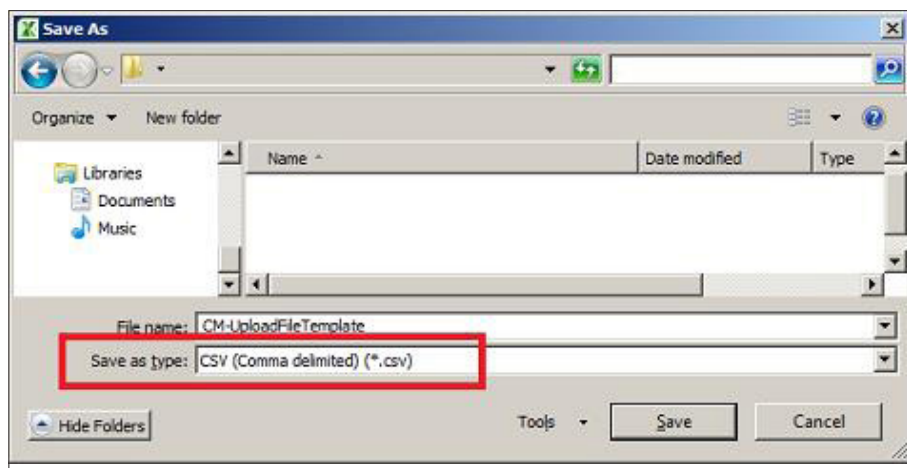 Save As
Organize New folder
Name Date modified Type
Libraries
Documents
Music
File name: CM-UploadFileTemplate
Save as type: CSV (Comma delimited) (*.csv)
Hide Folders Tools Save Cancel